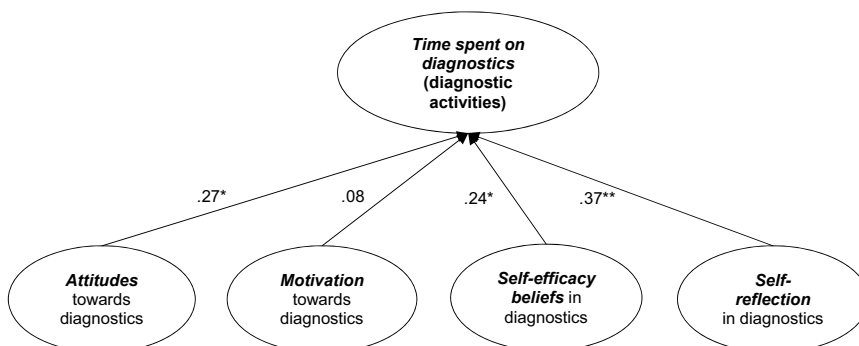 Time spent on
diagnostics
(diagnostic
activities)
.27*
.08
.24*
.37**
Attitudes
towards
diagnostics
Motivation
towards
diagnostics
Self-efficacy
beliefs in
diagnostics
Self-
reflection
in diagnostics